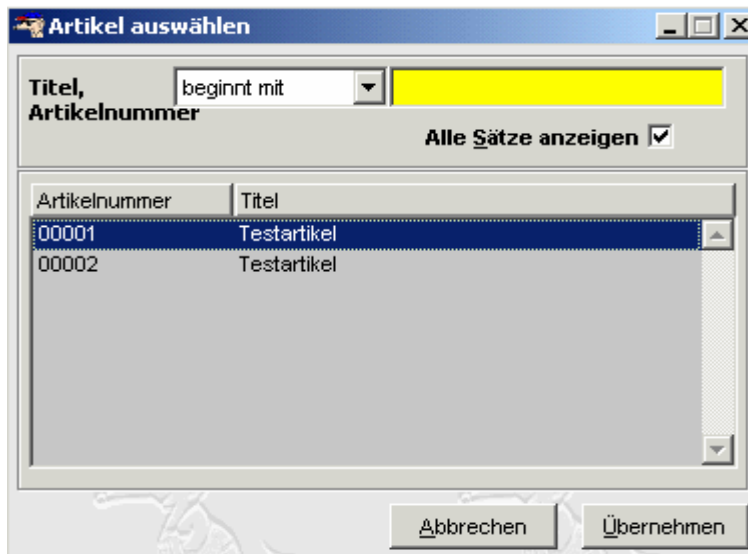 Artikel auswählen
Titel, beginnt mit
Artikelnummer
Alle Sätze anzeigen
Artikelnummer Titel
00001 Testartikel
00002 Testartikel
Abbrechen Übernehmen